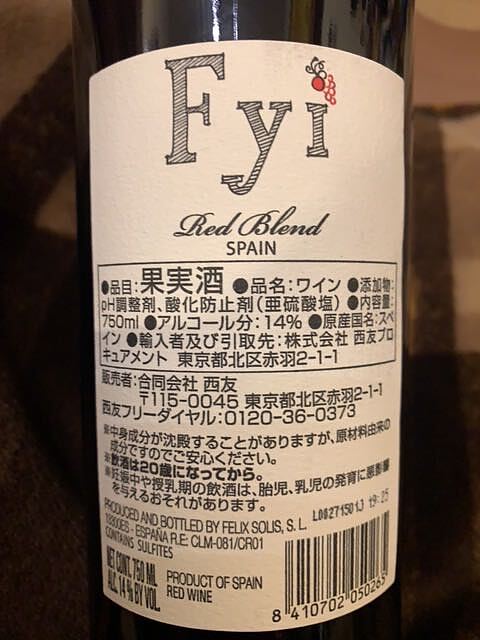 Fyi
Red Blend
SPAIN
●品目:果実酒 ●品名:ワイン ●添加物:
pH調整剤、酸化防止剤(亜硫酸塩) ●内容量:
750ml ●アルコール分:14% ●原産国名:スペ
イン ●輸入者及び引取先:株式会社 西友プロ
キュアメント 東京都北区赤羽2-1-1
販売者:合同会社 西友
〒115-0045 東京都北区赤羽2-1-1
西友フリーダイヤル:0120-36-0373
※中身成分が沈殿することがありますが、原材料由来の
成分ですのでご安心ください。
※飲酒は20歳になってから。
※妊娠中や授乳期の飲酒は、胎児、乳児の発育に悪影響
を与えるおそれがあります。
PRODUCED AND BOTTLED BY FELIX SOLIS, S. L.
13300ES - ESPAÑA R.E: CLM-081/CR01
CONTAINS SULFITES
L08271501J 19:25
NET CONT. 750 ML
ALC. 14 % BY VOL.
PRODUCT OF SPAIN
RED WINE
8 410702 050265